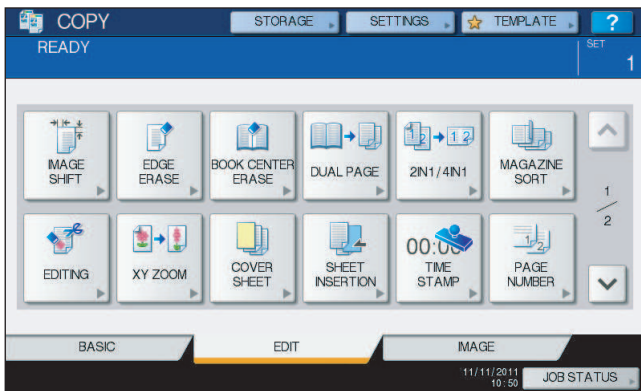 COPY
STORAGE
SETTINGS
TEMPLATE
?
READY
SET
1
IMAGE
SHIFT
EDGE
ERASE
BOOK CENTER
ERASE
DUAL PAGE
2IN1/4IN1
MAGAZINE
SORT
1
2
EDITING
XY ZOOM
COVER
SHEET
SHEET
INSERTION
00:00
TIME
STAMP
PAGE
NUMBER
BASIC
EDIT
IMAGE
11/11/2011
10:50
JOB STATUS